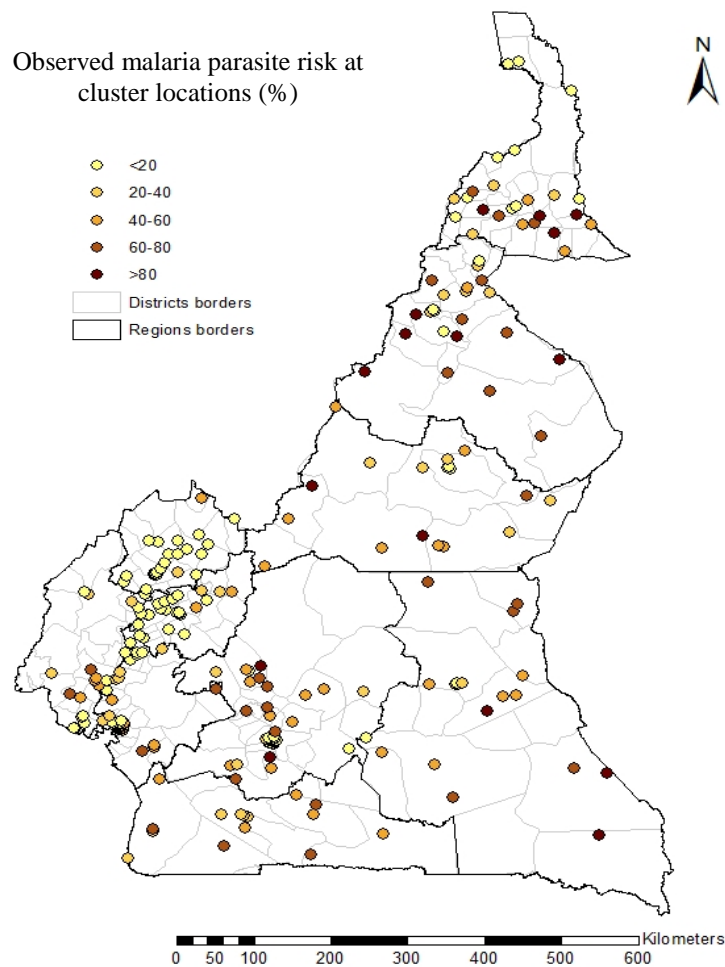 Observed malaria parasite risk at
cluster locations (%)
N
<20
20-40
40-60
60-80
>80
Districts borders
Regions borders
Kilometers
0 50 100 200 300 400 500 600